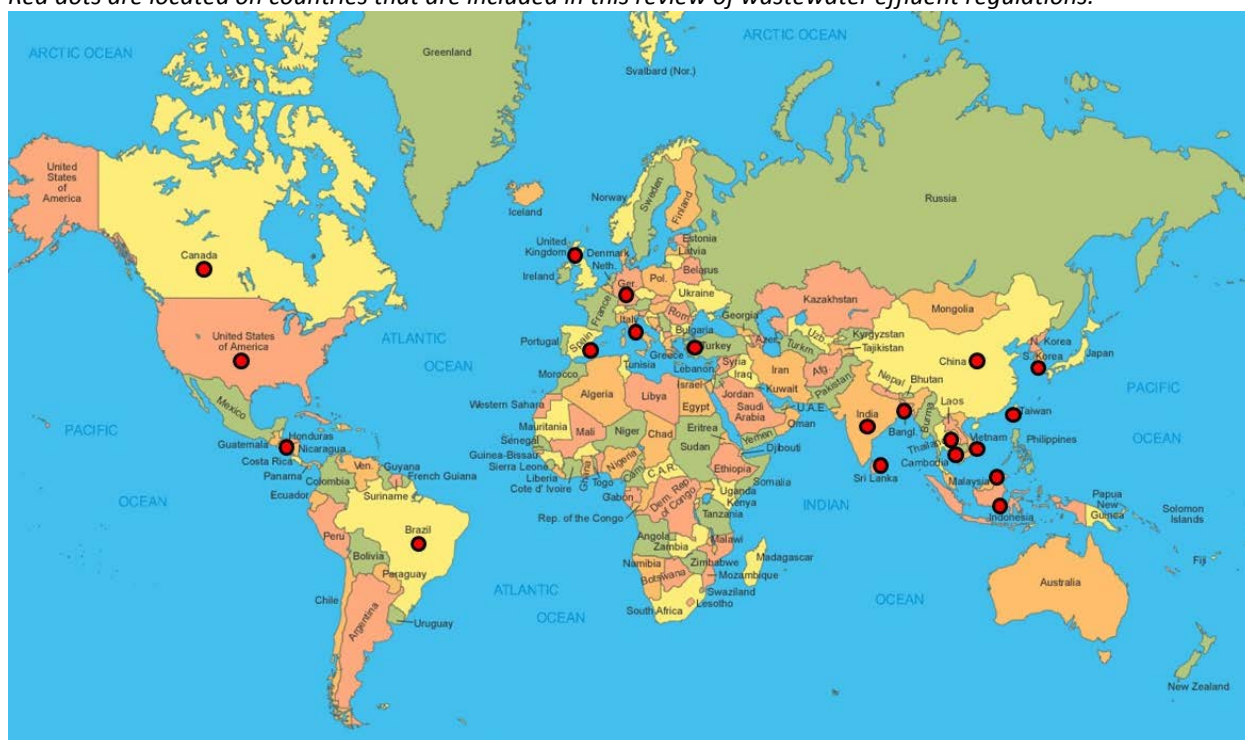 Red dots are located on countries that are included in this review of wastewater effluent regulations.
ARCTIC OCEAN
ARCTIC OCEAN
Greenland
Svalbard (Nor.)
United
States
of
America
Russia
Norway
Sweden
Finland
Iceland
Canada
United
Kingdom
Denmark
Estonia
Latvia
Neth.
Belarus
Ireland
Ger.
Pol.
Ukraine
Kazakhstan
Mongolia
France
Rom.
Italy
Georgia
Uzb.
Kyrgyzstan
Bulgaria
Azer.
Turkm.
Tajikistan
N. Korea
United States
of America
ATLANTIC
OCEAN
Portugal
Spain
Greece
Turkey
China
S. Korea
Japan
Tunisia
Lebanon
Syria
Iraq
Iran
Afg.
Morocco
Israel
Kuwait
Pakistan
Nepal
Bhutan
PACIFIC
OCEAN
Mexico
Algeria
Libya
Egypt
Jordan
Saudi
Arabia
U.A.E.
Oman
India
Bangl.
Burma
Laos
Taiwan
Western Sahara
Mauritania
Mali
Niger
Chad
Sudan
Eritrea
Yemen
Djibouti
Thailand
Vietnam
Philippines
PACIFIC
OCEAN
Honduras
Guatemala
Nicaragua
Senegal
Guinea-Bissau
Sierra Leone
Liberia
Cote d' Ivoire
Ghana
Togo
Nigeria
Cam.
C.A.R.
Ethiopia
Somalia
Costa Rica
Panama
Ven.
Guyana
French Guiana
Suriname
Colombia
Ecuador
Cambodia
Sri Lanka
Malaysia
Gabon
Rep. of the Congo
Dem. Rep.
of Congo
Uganda
Kenya
Tanzania
INDIAN
OCEAN
Indonesia
Papua
New
Guinea
Solomon
Islands
Peru
Brazil
Bolivia
Paraguay
Angola
Zambia
Malawi
Zimbabwe
Mozambique
Madagascar
Fiji
ATLANTIC
OCEAN
Namibia
Botswana
Swaziland
Lesotho
South Africa
Australia
Chile
Argentina
Uruguay
New Zealand